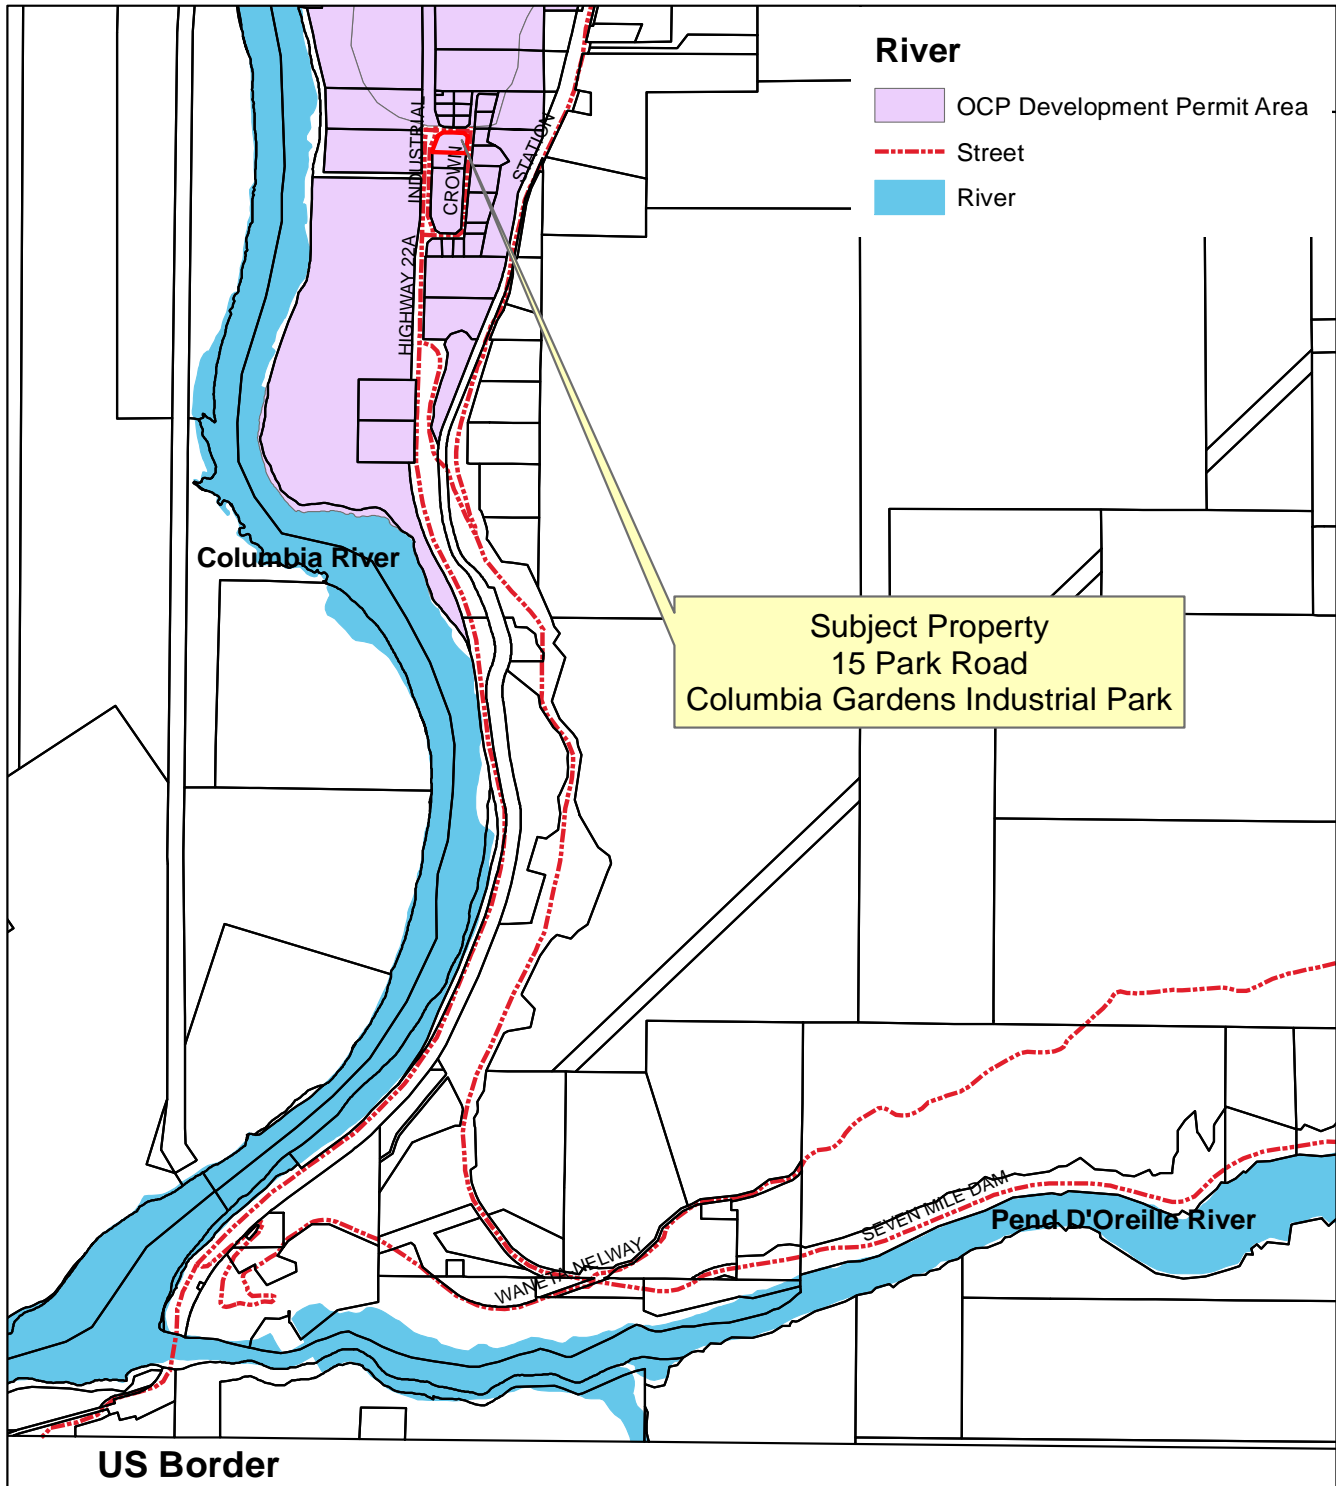 River
OCP Development Permit Area
Street
River
INDUSTRIAL
CROWN
STATION
HIGHWAY 22A
Columbia River
Subject Property
15 Park Road
Columbia Gardens Industrial Park
SEVEN MILE DAM
Pend D'Oreille River
WANETA-NELWAY
US Border